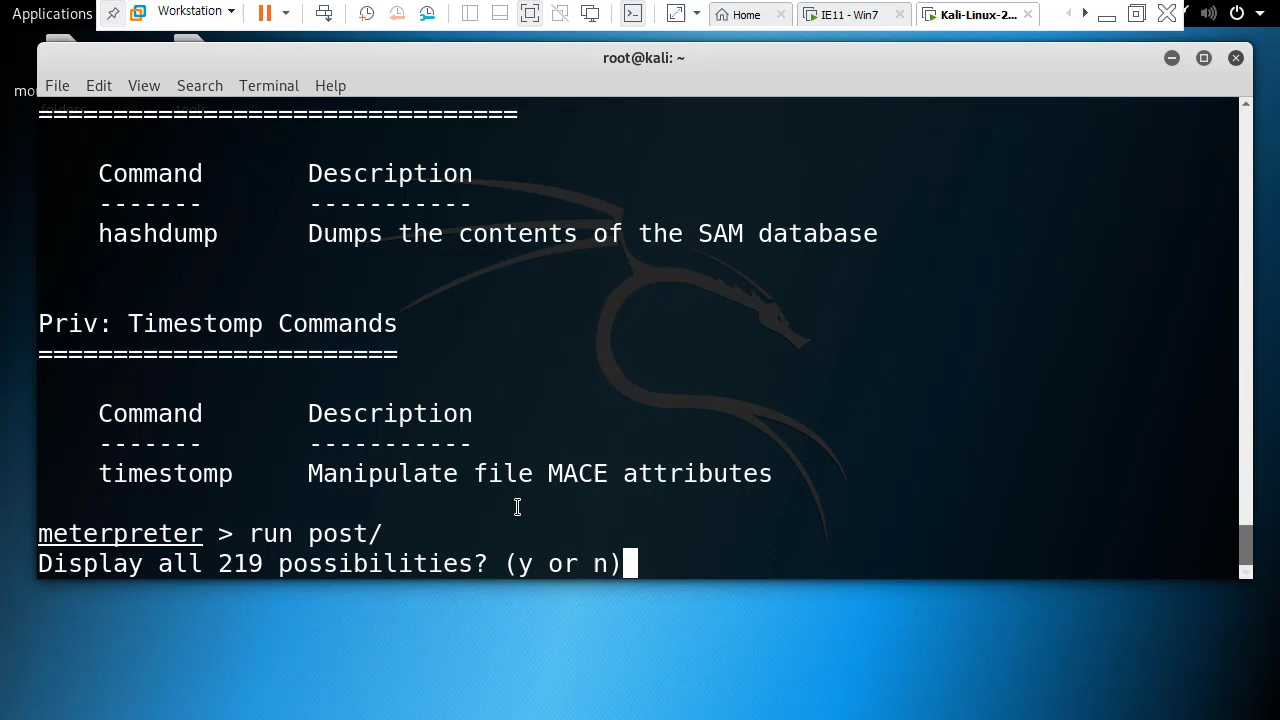 Applications
Workstation
Home
IE11 - Win7
Kali-Linux-2...
root@kali: ~
File Edit View Search Terminal Help
================================
Command Description
------- -----------
hashdump Dumps the contents of the SAM database
Priv: Timestomp Commands
========================
Command Description
------- -----------
timestomp Manipulate file MACE attributes
meterpreter > run post/
Display all 219 possibilities? (y or n)